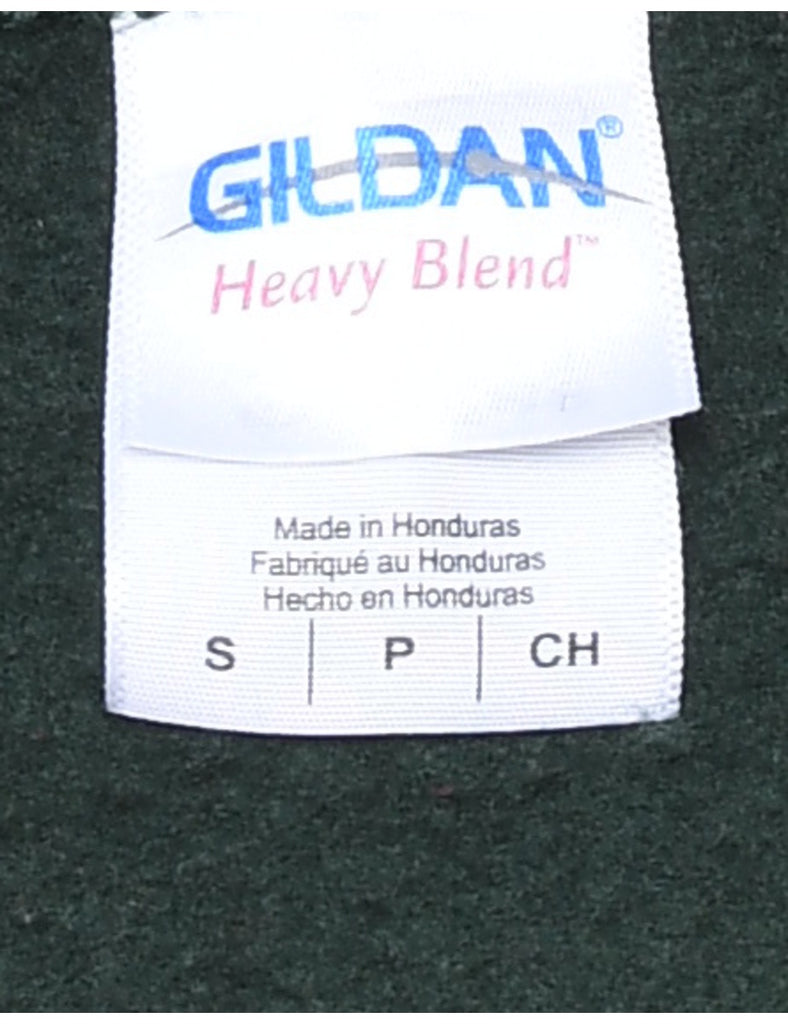 GILDAN®
Heavy Blend™
Made in Honduras
Fabriqué au Honduras
Hecho en Honduras
S | P | CH